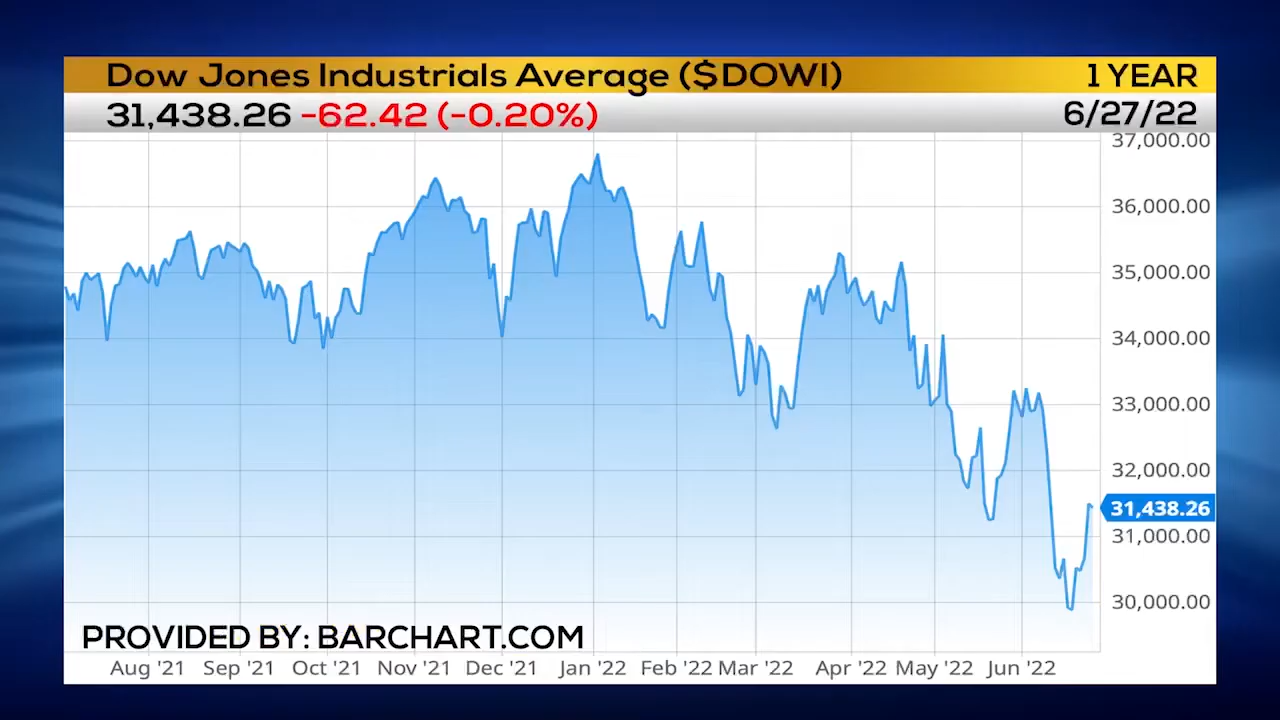 Dow Jones Industrials Average ($DOWI) 1 YEAR
31,438.26 -62.42 (-0.20%) 6/27/22
37,000.00
36,000.00
35,000.00
34,000.00
33,000.00
32,000.00
31,438.26
31,000.00
30,000.00
PROVIDED BY: BARCHART.COM
Aug '21 Sep '21 Oct '21 Nov '21 Dec '21 Jan '22 Feb '22 Mar '22 Apr '22 May '22 Jun '22